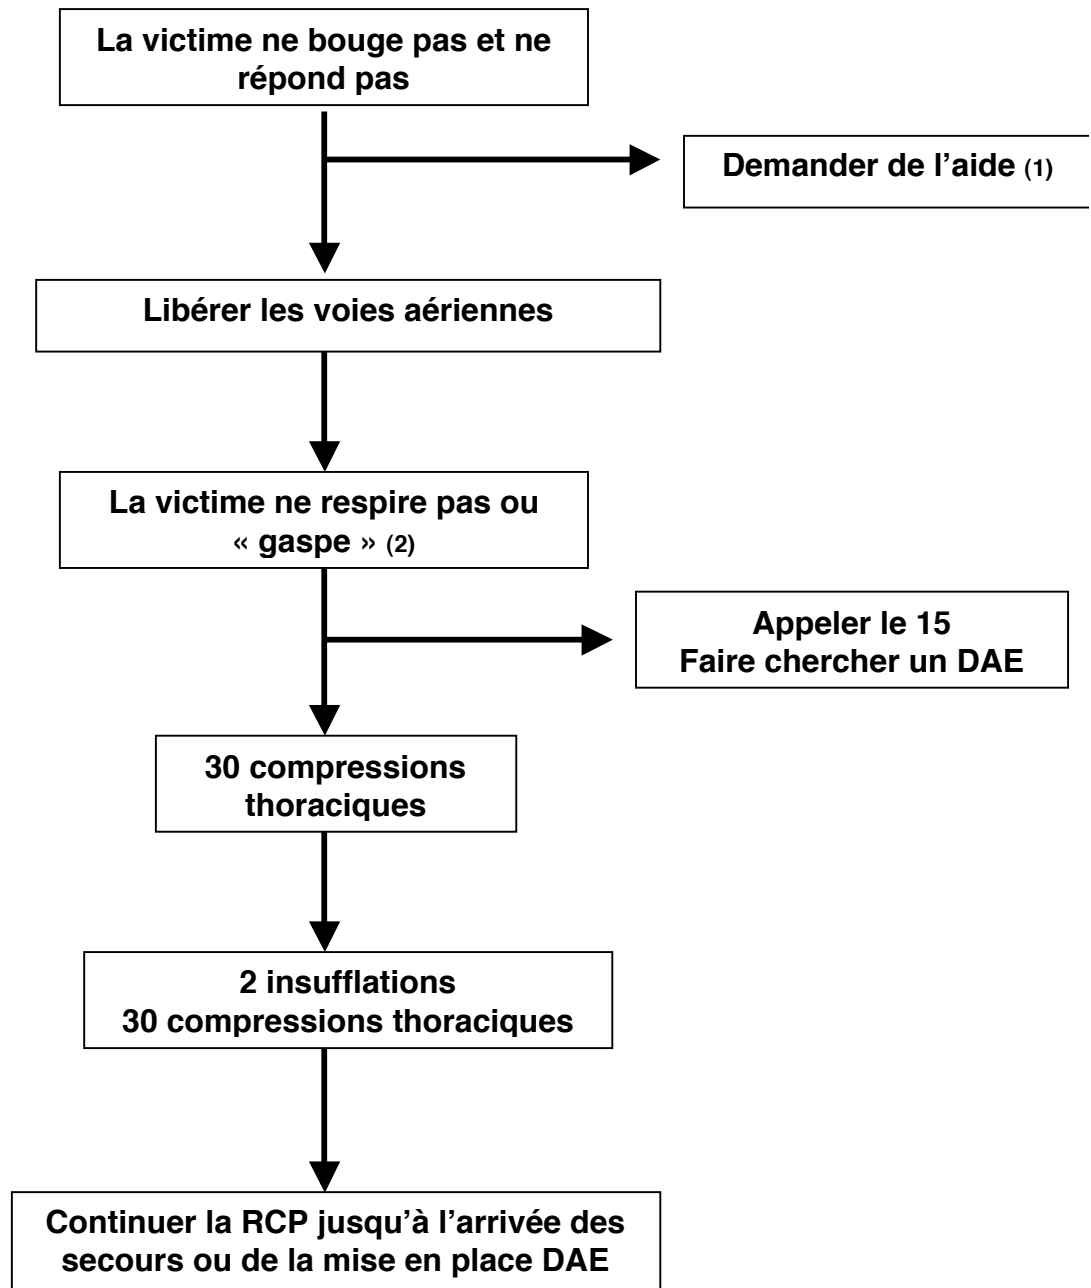 La victime ne bouge pas et ne
répond pas
Demander de l’aide (1)
Libérer les voies aériennes
La victime ne respire pas ou
« gaspe » (2)
Appeler le 15
Faire chercher un DAE
30 compressions
thoraciques
2 insufflations
30 compressions thoraciques
Continuer la RCP jusqu’à l’arrivée des
secours ou de la mise en place DAE